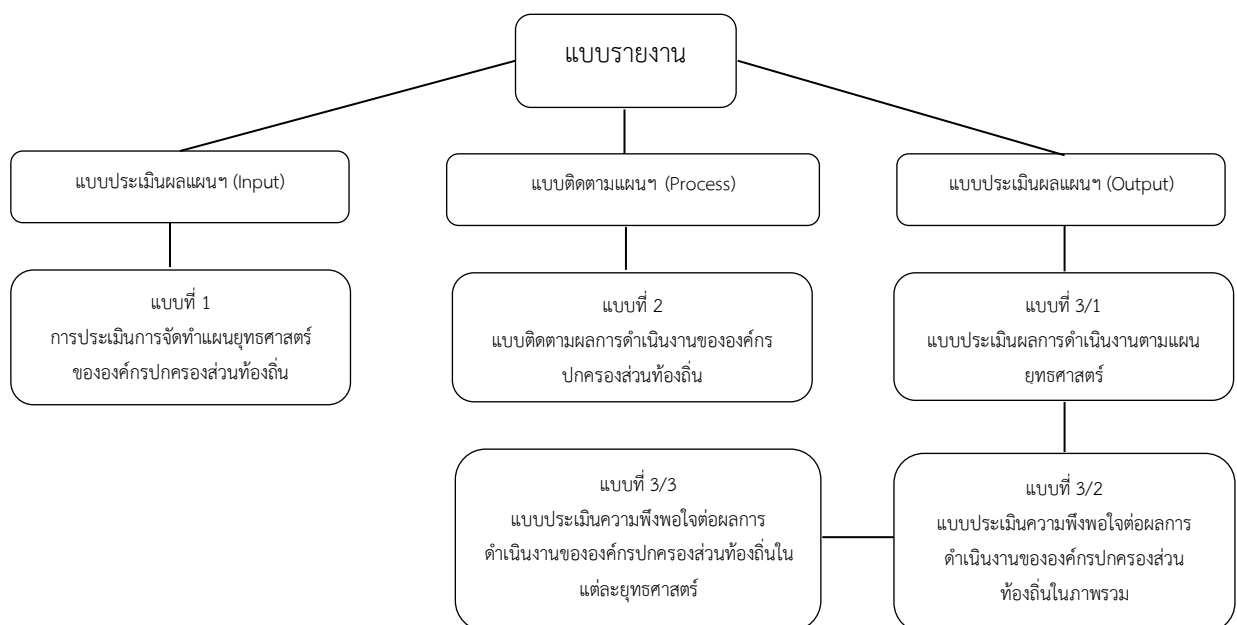 แบบรายงาน
แบบประเมินผลแผนฯ (Input)
แบบติดตามแผนฯ (Process)
แบบประเมินผลแผนฯ (Output)
แบบที่ 1
การประเมินการจัดทำแผนยุทธศาสตร์
ขององค์กรปกครองส่วนท้องถิ่น
แบบที่ 2
แบบติดตามผลการดำเนินงานขององค์กร
ปกครองส่วนท้องถิ่น
แบบที่ 3/1
แบบประเมินผลการดำเนินงานตามแผน
ยุทธศาสตร์
แบบที่ 3/3
แบบประเมินความพึงพอใจต่อผลการ
ดำเนินงานขององค์กรปกครองส่วนท้องถิ่นใน
แต่ละยุทธศาสตร์
แบบที่ 3/2
แบบประเมินความพึงพอใจต่อผลการ
ดำเนินงานขององค์กรปกครองส่วน
ท้องถิ่นในภาพรวม